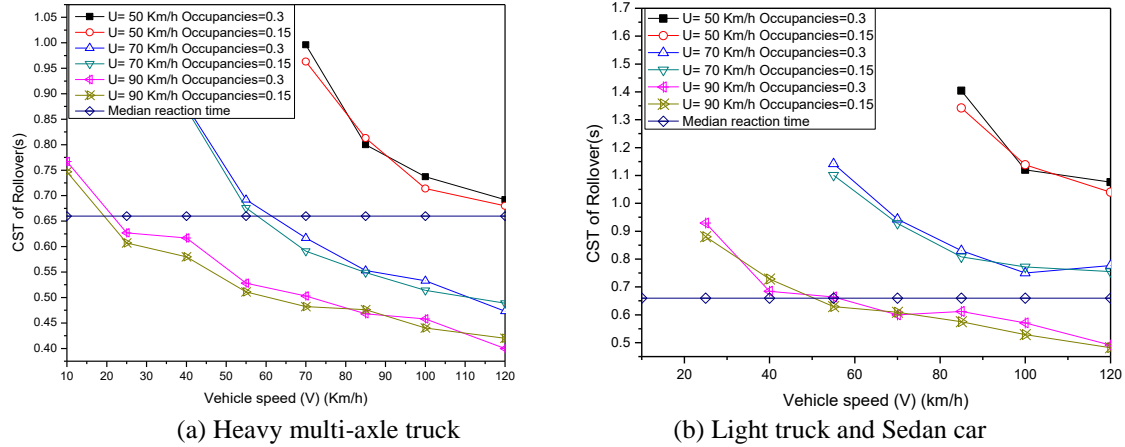 1.05
1.00
0.95
0.90
0.85
0.80
0.75
0.70
0.65
0.60
0.55
0.50
0.45
0.40
CST of Rollover(s)
U= 50 Km/h Occupancies=0.3
U= 50 Km/h Occupancies=0.15
U= 70 Km/h Occupancies=0.3
U= 70 Km/h Occupancies=0.15
U= 90 Km/h Occupancies=0.3
U= 90 Km/h Occupancies=0.15
Median reaction time
10 20 30 40 50 60 70 80 90 100 110 120
Vehicle speed (V) Km/h)
(a) Heavy multi-axle truck
1.7
1.6
1.5
1.4
1.3
1.2
1.1
1.0
0.9
0.8
0.7
0.6
0.5
CST of Rollover(s)
U= 50 Km/h Occupancies=0.3
U= 50 Km/h Occupancies=0.15
U= 70 Km/h Occupancies=0.3
U= 70 Km/h Occupancies=0.15
U= 90 Km/h Occupancies=0.3
U= 90 Km/h Occupancies=0.15
Median reaction time
20 40 60 80 100 120
Vehicle speed (V) (km/h)
(b) Light truck and Sedan car